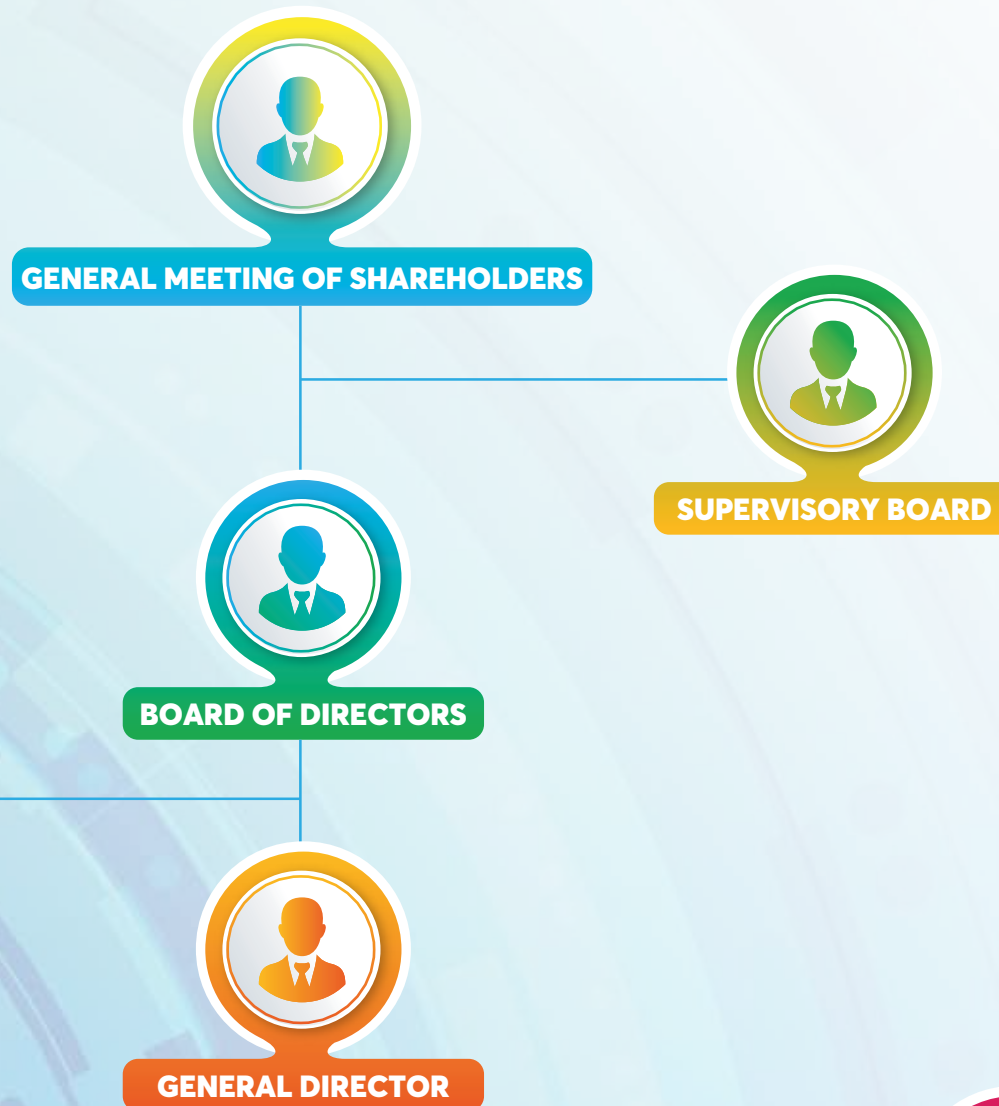 GENERAL MEETING OF SHAREHOLDERS
SUPERVISORY BOARD
BOARD OF DIRECTORS
GENERAL DIRECTOR